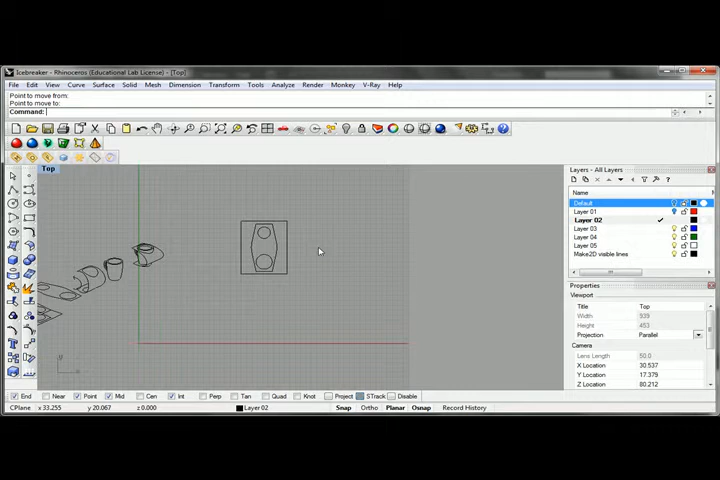 Icebreaker - Rhinoceros (Educational Lab License) - [Top]
File Edit View Curve Surface Solid Mesh Dimension Transform Tools Analyze Render Monkey V-Ray Help
Point to move from:
Point to move to:
Command:
Top
Layers - All Layers
Name
Default
Layer 01
Layer 02
Layer 03
Layer 04
Layer 05
Make2D visible lines
Properties
Viewport
Title Top
Width 939
Height 453
Projection Parallel
Camera
Lens Length 50.0
X Location 30.537
Y Location 17.379
Z Location 80.212
y
x
End Near Point Mid Cen Int Perp Tan Quad Knot Project STrack Disable
CPlane x 33.255 y 20.067 z 0.000 Layer 02 Snap Ortho Planar Osnap Record History